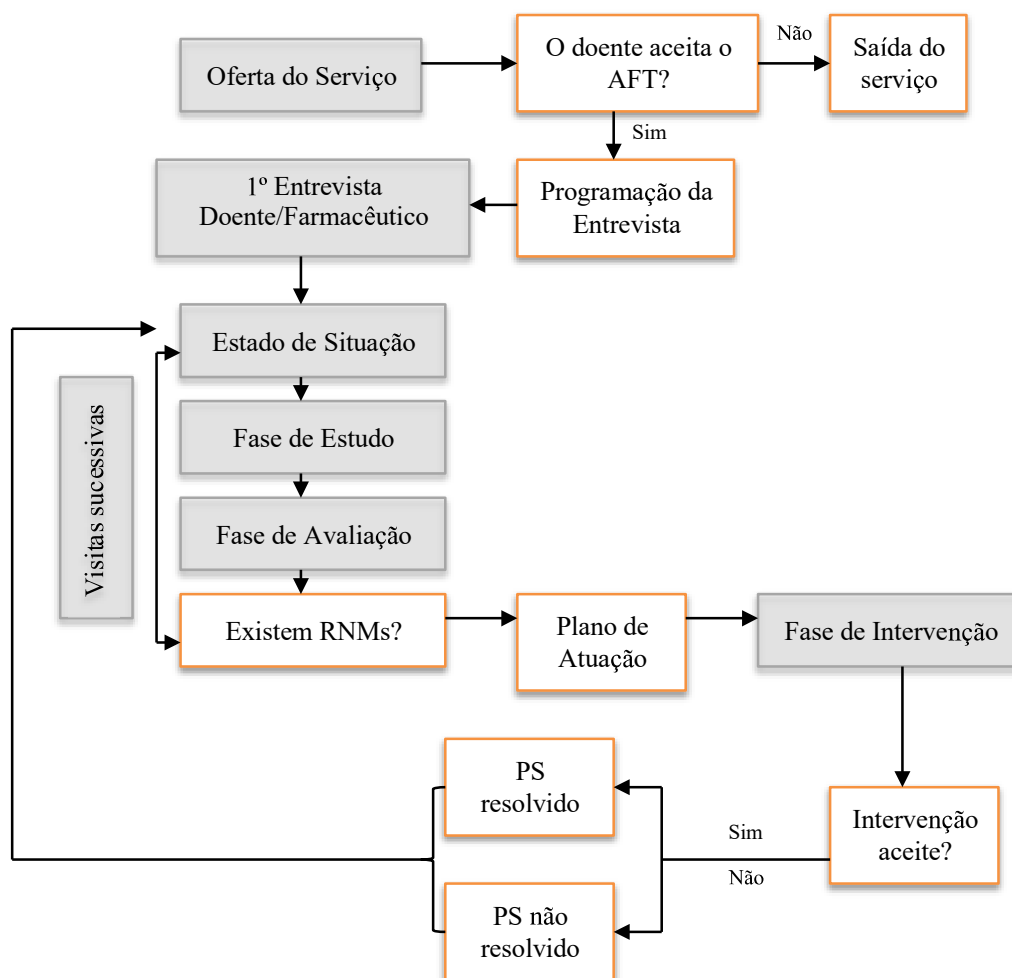 Oferta do Serviço
O doente aceita o
AFT?
Não
Saída do
serviço
Sim
1º Entrevista
Doente/Farmacêutico
Programação da
Entrevista
Estado de Situação
Visitas sucessivas
Fase de Estudo
Fase de Avaliação
Existem RNMs?
Plano de
Atuação
Fase de Intervenção
PS
resolvido
Sim
Não
Intervenção
aceite?
PS não
resolvido